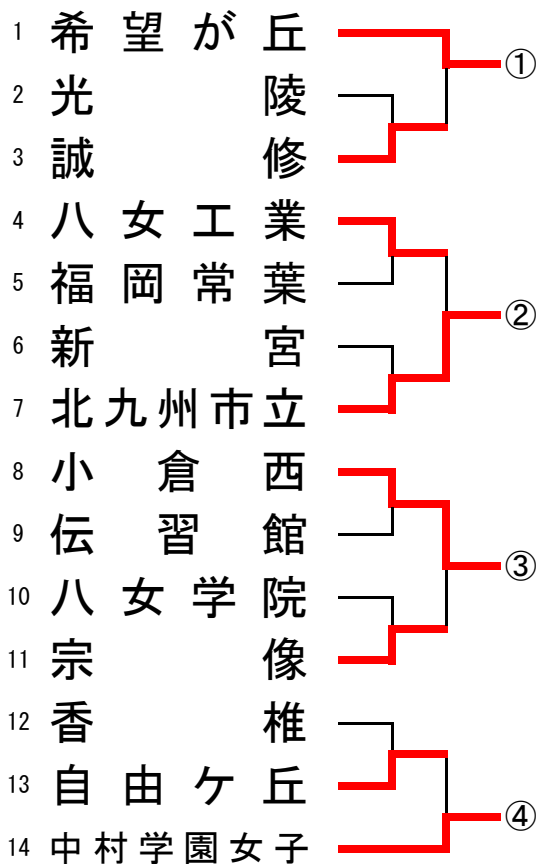 1 希望が丘
①
2 光陵
3 誠修
4 八女工業
5 福岡常葉
②
6 新宮
7 北九州市立
8 小倉西
9 伝習館
③
10 八女学院
11 宗像
12 香椎
13 自由ケ丘
④
14 中村学園女子